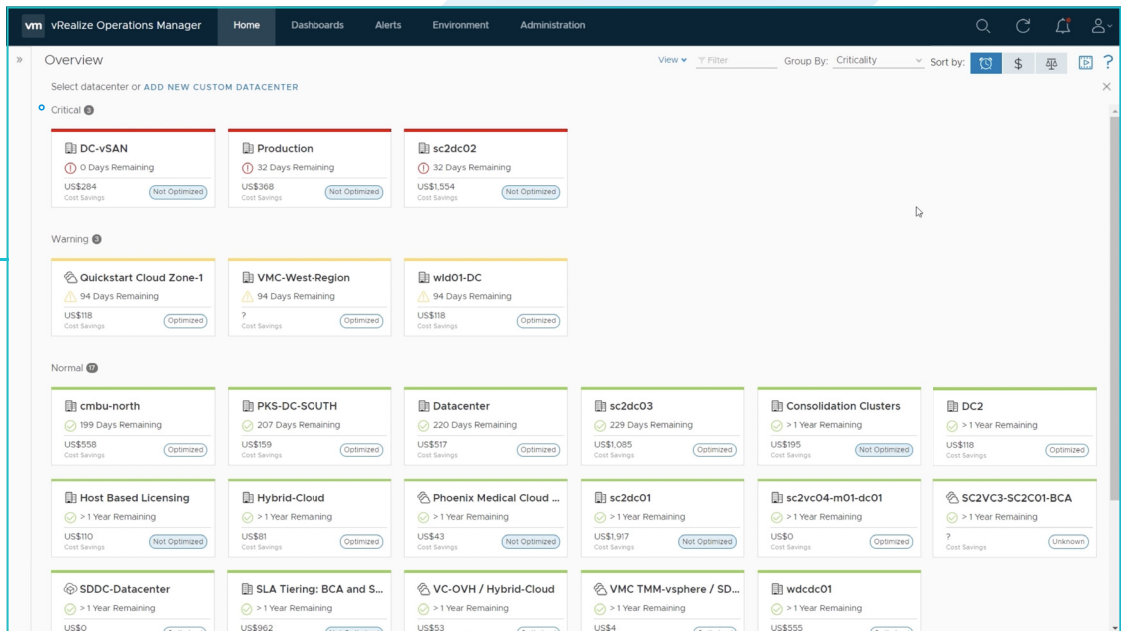 vm vRealize Operations Manager Home Dashboards Alerts Environment Administration
Overview View Filter Group By: Criticality Sort by: $ ?
Select datacenter or ADD NEW CUSTOM DATACENTER
Critical 3
DC-vSAN Production sc2dc02
0 Days Remaining 32 Days Remaining 32 Days Remaining
US$284 Not Optimized US$368 Not Optimized US$1,554 Not Optimized
Cost Savings Cost Savings Cost Savings
Warning 3
Quickstart Cloud Zone-1 VMC-West-Region wld01-DC
94 Days Remaining 94 Days Remaining 94 Days Remaining
US$118 Optimized ? Optimized US$118 Optimized
Cost Savings Cost Savings Cost Savings
Normal 17
cmbu-north PKS-DC-SCUTH Datacenter sc2dc03 Consolidation Clusters DC2
199 Days Remaining 207 Days Remaining 220 Days Remaining 229 Days Remaining > 1 Year Remaining > 1 Year Remaining
US$558 Optimized US$159 Optimized US$517 Optimized US$1,085 Optimized US$195 Not Optimized US$118 Optimized
Cost Savings Cost Savings Cost Savings Cost Savings Cost Savings Cost Savings
Host Based Licensing Hybrid-Cloud Phoenix Medical Cloud ... sc2dc01 sc2vc04-m01-dc01 SC2VC3-SC2C01-BCA
> 1 Year Remaining > 1 Year Remaining > 1 Year Remaining > 1 Year Remaining > 1 Year Remaining > 1 Year Remaining
US$110 Not Optimized US$81 Optimized US$43 Not Optimized US$1,917 Not Optimized US$0 Optimized ? Unknown
Cost Savings Cost Savings Cost Savings Cost Savings Cost Savings Cost Savings
SDDC-Datacenter SLA Tiering: BCA and S... VC-OVH / Hybrid-Cloud VMC TMM-vsphere / SD... wdcdc01
> 1 Year Remaining > 1 Year Remaining > 1 Year Remaining > 1 Year Remaining > 1 Year Remaining
US$0 US$962 US$53 US$4 US$555